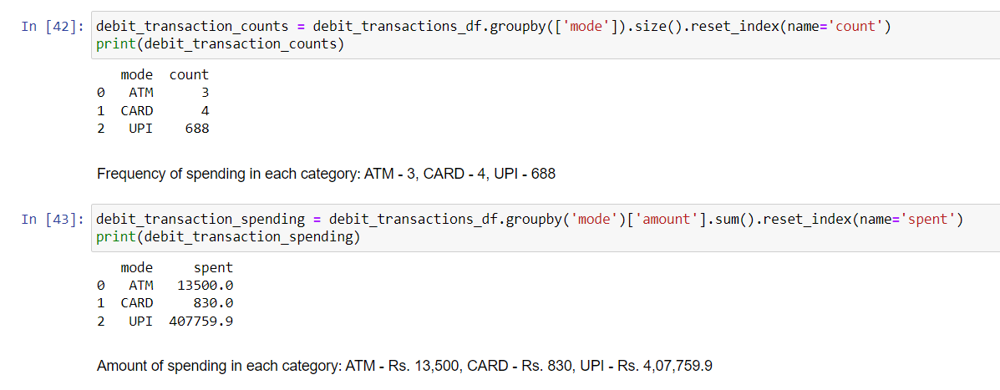 In [42]: debit_transaction_counts = debit_transactions_df.groupby(['mode']).size().reset_index(name='count')
print(debit_transaction_counts)
mode count
0 ATM 3
1 CARD 4
2 UPI 688
Frequency of spending in each category: ATM - 3, CARD - 4, UPI - 688
In [43]: debit_transaction_spending = debit_transactions_df.groupby('mode')['amount'].sum().reset_index(name='spent')
print(debit_transaction_spending)
mode spent
0 ATM 13500.0
1 CARD 830.0
2 UPI 407759.9
Amount of spending in each category: ATM - Rs. 13,500, CARD - Rs. 830, UPI - Rs. 4,07,759.9